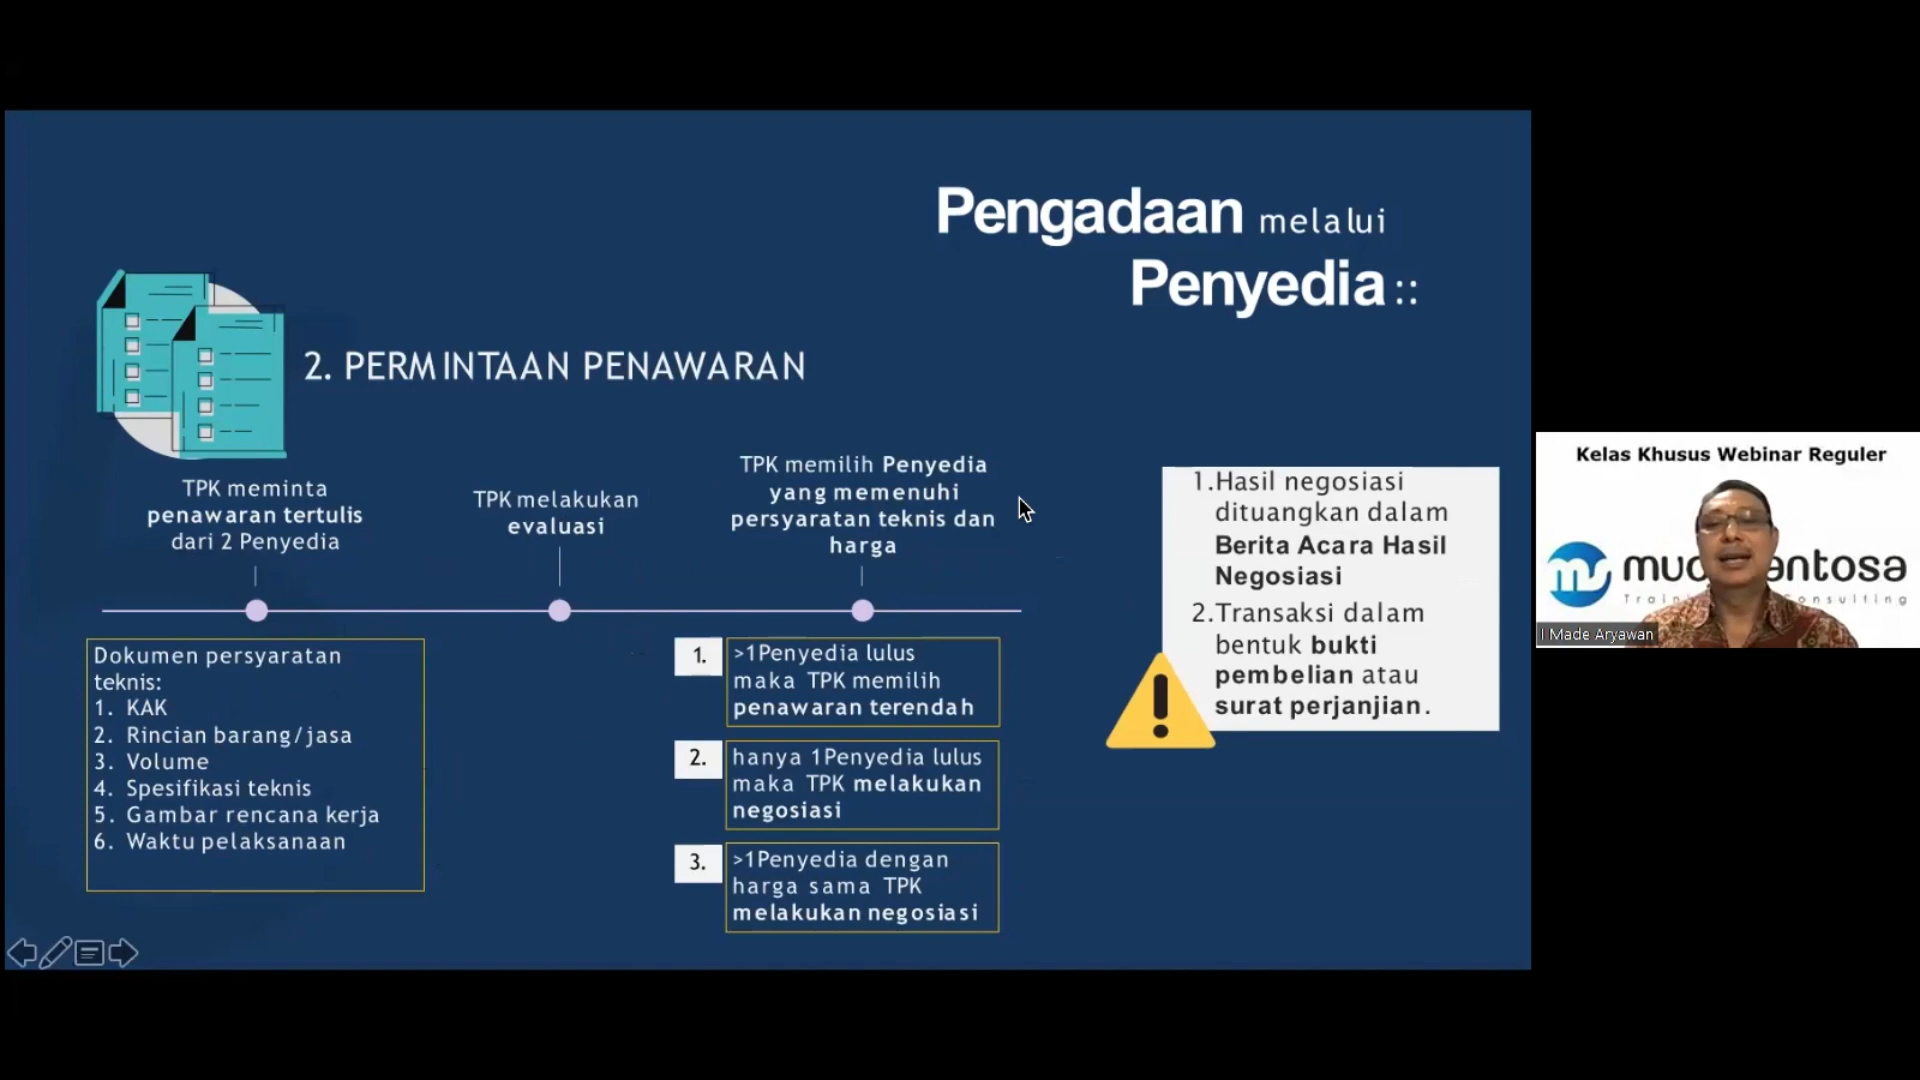 Pengadaan melalui
Penyedia ::
2. PERMINTAAN PENAWARAN
TPK meminta
penawaran tertulis
dari 2 Penyedia
TPK melakukan
evaluasi
TPK memilih Penyedia
yang memenuhi
persyaratan teknis dan
harga
Dokumen persyaratan
teknis:
1. KAK
2. Rincian barang/jasa
3. Volume
4. Spesifikasi teknis
5. Gambar rencana kerja
6. Waktu pelaksanaan
1. >1Penyedia lulus
maka TPK memilih
penawaran terendah
2. hanya 1Penyedia lulus
maka TPK melakukan
negosiasi
3. >1Penyedia dengan
harga sama TPK
melakukan negosiasi
1.Hasil negosiasi
dituangkan dalam
Berita Acara Hasil
Negosiasi
2.Transaksi dalam
bentuk bukti
pembelian atau
surat perjanjian.
Kelas Khusus Webinar Reguler
I Made Aryawan